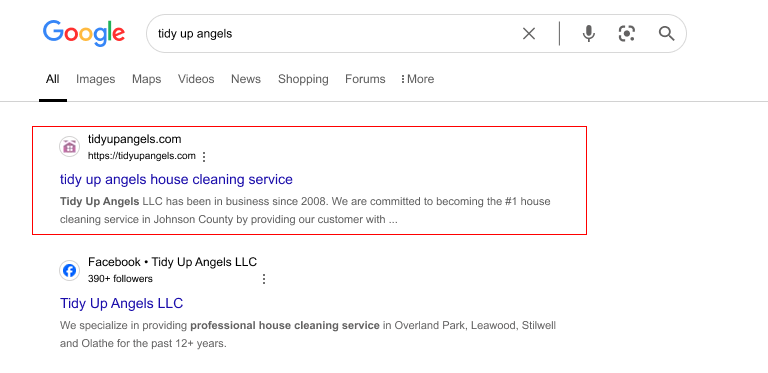 Google
tidy up angels
All Images Maps Videos News Shopping Forums More
tidyupangels.com
https://tidyupangels.com
tidy up angels house cleaning service
Tidy Up Angels LLC has been in business since 2008. We are committed to becoming the #1 house
cleaning service in Johnson County by providing our customer with ...
Facebook • Tidy Up Angels LLC
390+ followers
Tidy Up Angels LLC
We specialize in providing professional house cleaning service in Overland Park, Leawood, Stilwell
and Olathe for the past 12+ years.